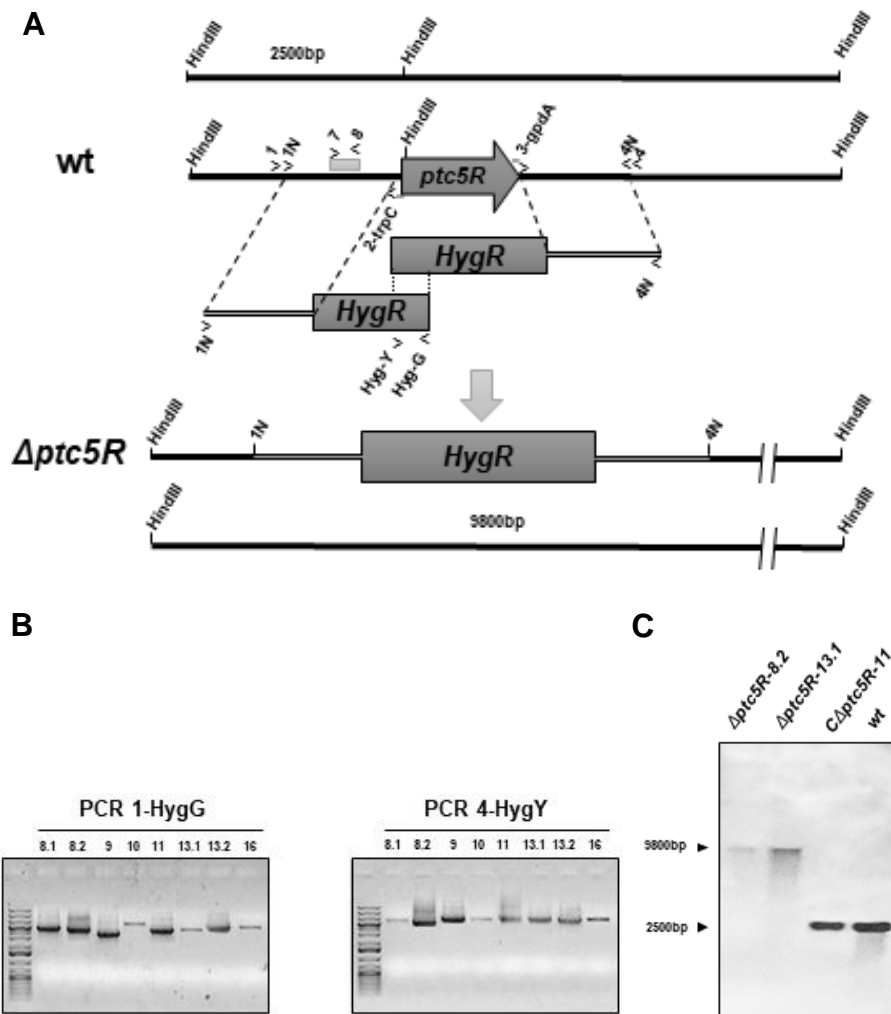 A
HindIII
2500bp
HindIII
HindIII
wt
HindIII
1
1N
7
8
HindIII
ptc5R
3-gpdA
4N
4
HindIII
2-trpC
HygR
4N
HygR
1N
Hyg-Y
Hyg-G
Δptc5R
HindIII
1N
HygR
4N
HindIII
HindIII
9800bp
HindIII
B
PCR 1-HygG
8.1 8.2 9 10 11 13.1 13.2 16
PCR 4-HygY
8.1 8.2 9 10 11 13.1 13.2 16
C
Δptc5R-8.2
Δptc5R-13.1
CΔptc5R-11
wt
9800bp
2500bp